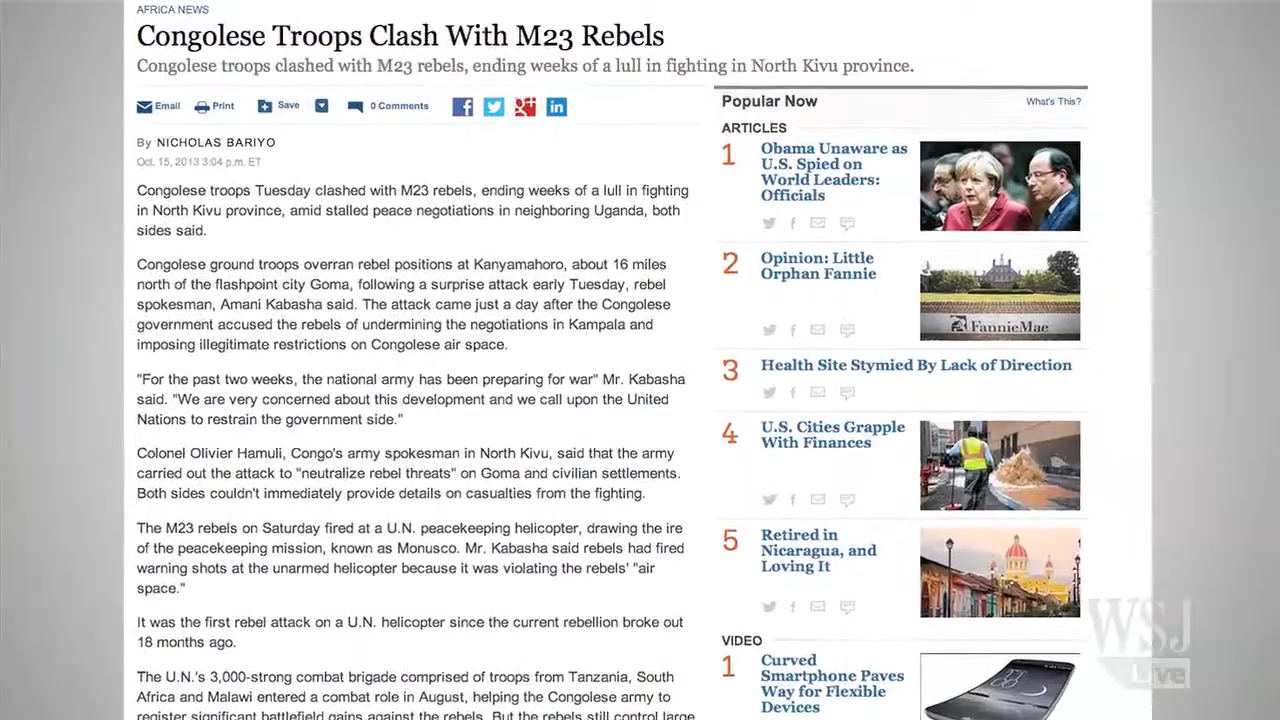 AFRICA NEWS
Congolese Troops Clash With M23 Rebels
Congolese troops clashed with M23 rebels, ending weeks of a lull in fighting in North Kivu province.
Email Print Save 0 Comments
By NICHOLAS BARIYO
Oct. 15, 2013 3:04 p.m. ET
Congolese troops Tuesday clashed with M23 rebels, ending weeks of a lull in fighting
in North Kivu province, amid stalled peace negotiations in neighboring Uganda, both
sides said.
Congolese ground troops overran rebel positions at Kanyamahoro, about 16 miles
north of the flashpoint city Goma, following a surprise attack early Tuesday, rebel
spokesman, Amani Kabasha said. The attack came just a day after the Congolese
government accused the rebels of undermining the negotiations in Kampala and
imposing illegitimate restrictions on Congolese air space.
"For the past two weeks, the national army has been preparing for war" Mr. Kabasha
said. "We are very concerned about this development and we call upon the United
Nations to restrain the government side."
Colonel Olivier Hamuli, Congo's army spokesman in North Kivu, said that the army
carried out the attack to "neutralize rebel threats" on Goma and civilian settlements.
Both sides couldn't immediately provide details on casualties from the fighting.
The M23 rebels on Saturday fired at a U.N. peacekeeping helicopter, drawing the ire
of the peacekeeping mission, known as Monusco. Mr. Kabasha said rebels had fired
warning shots at the unarmed helicopter because it was violating the rebels' "air
space."
It was the first rebel attack on a U.N. helicopter since the current rebellion broke out
18 months ago.
The U.N.'s 3,000-strong combat brigade comprised of troops from Tanzania, South
Africa and Malawi entered a combat role in August, helping the Congolese army to
register significant battlefield gains against the rebels. But the rebels still control large
Popular Now What's This?
ARTICLES
1 Obama Unaware as
U.S. Spied on
World Leaders:
Officials
2 Opinion: Little
Orphan Fannie
FannieMae
3 Health Site Stymied By Lack of Direction
4 U.S. Cities Grapple
With Finances
5 Retired in
Nicaragua, and
Loving It
VIDEO
1 Curved
Smartphone Paves
Way for Flexible
Devices
WSJ
LIVE